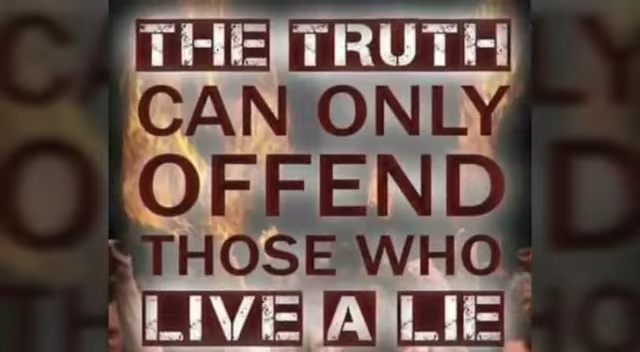 THE TRUTH
CAN ONLY
OFFEND
THOSE WHO
LIVE A LIE